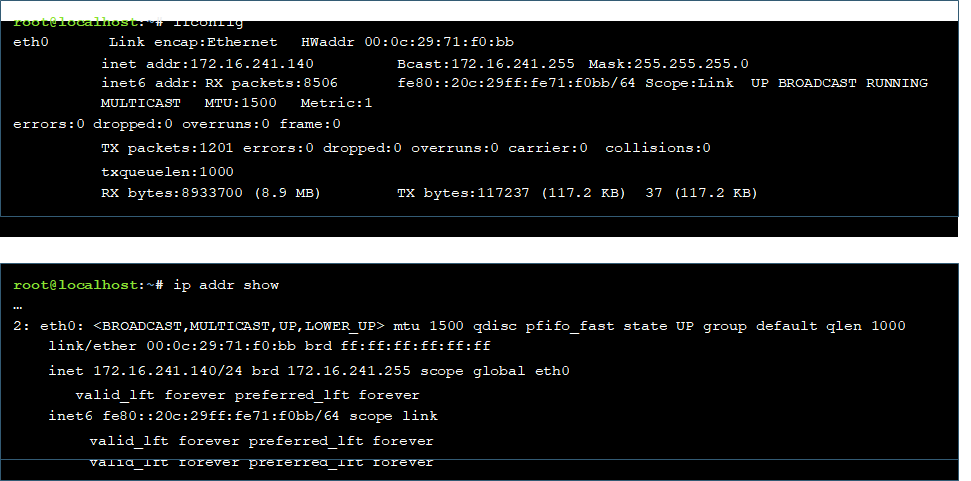 root@localhost:~# ifconfig
eth0 Link encap:Ethernet HWaddr 00:0c:29:71:f0:bb
inet addr:172.16.241.140 Bcast:172.16.241.255 Mask:255.255.255.0
inet6 addr: RX packets:8506 fe80::20c:29ff:fe71:f0bb/64 Scope:Link UP BROADCAST RUNNING
MULTICAST MTU:1500 Metric:1
errors:0 dropped:0 overruns:0 frame:0
TX packets:1201 errors:0 dropped:0 overruns:0 carrier:0 collisions:0
txqueuelen:1000
RX bytes:8933700 (8.9 MB) TX bytes:117237 (117.2 KB) 37 (117.2 KB)
root@localhost:~# ip addr show
…
2: eth0: <BROADCAST,MULTICAST,UP,LOWER_UP> mtu 1500 qdisc pfifo_fast state UP group default qlen 1000
link/ether 00:0c:29:71:f0:bb brd ff:ff:ff:ff:ff:ff
inet 172.16.241.140/24 brd 172.16.241.255 scope global eth0
valid_lft forever preferred_lft forever
inet6 fe80::20c:29ff:fe71:f0bb/64 scope link
valid_lft forever preferred_lft forever
valid_lft forever preferred_lft forever